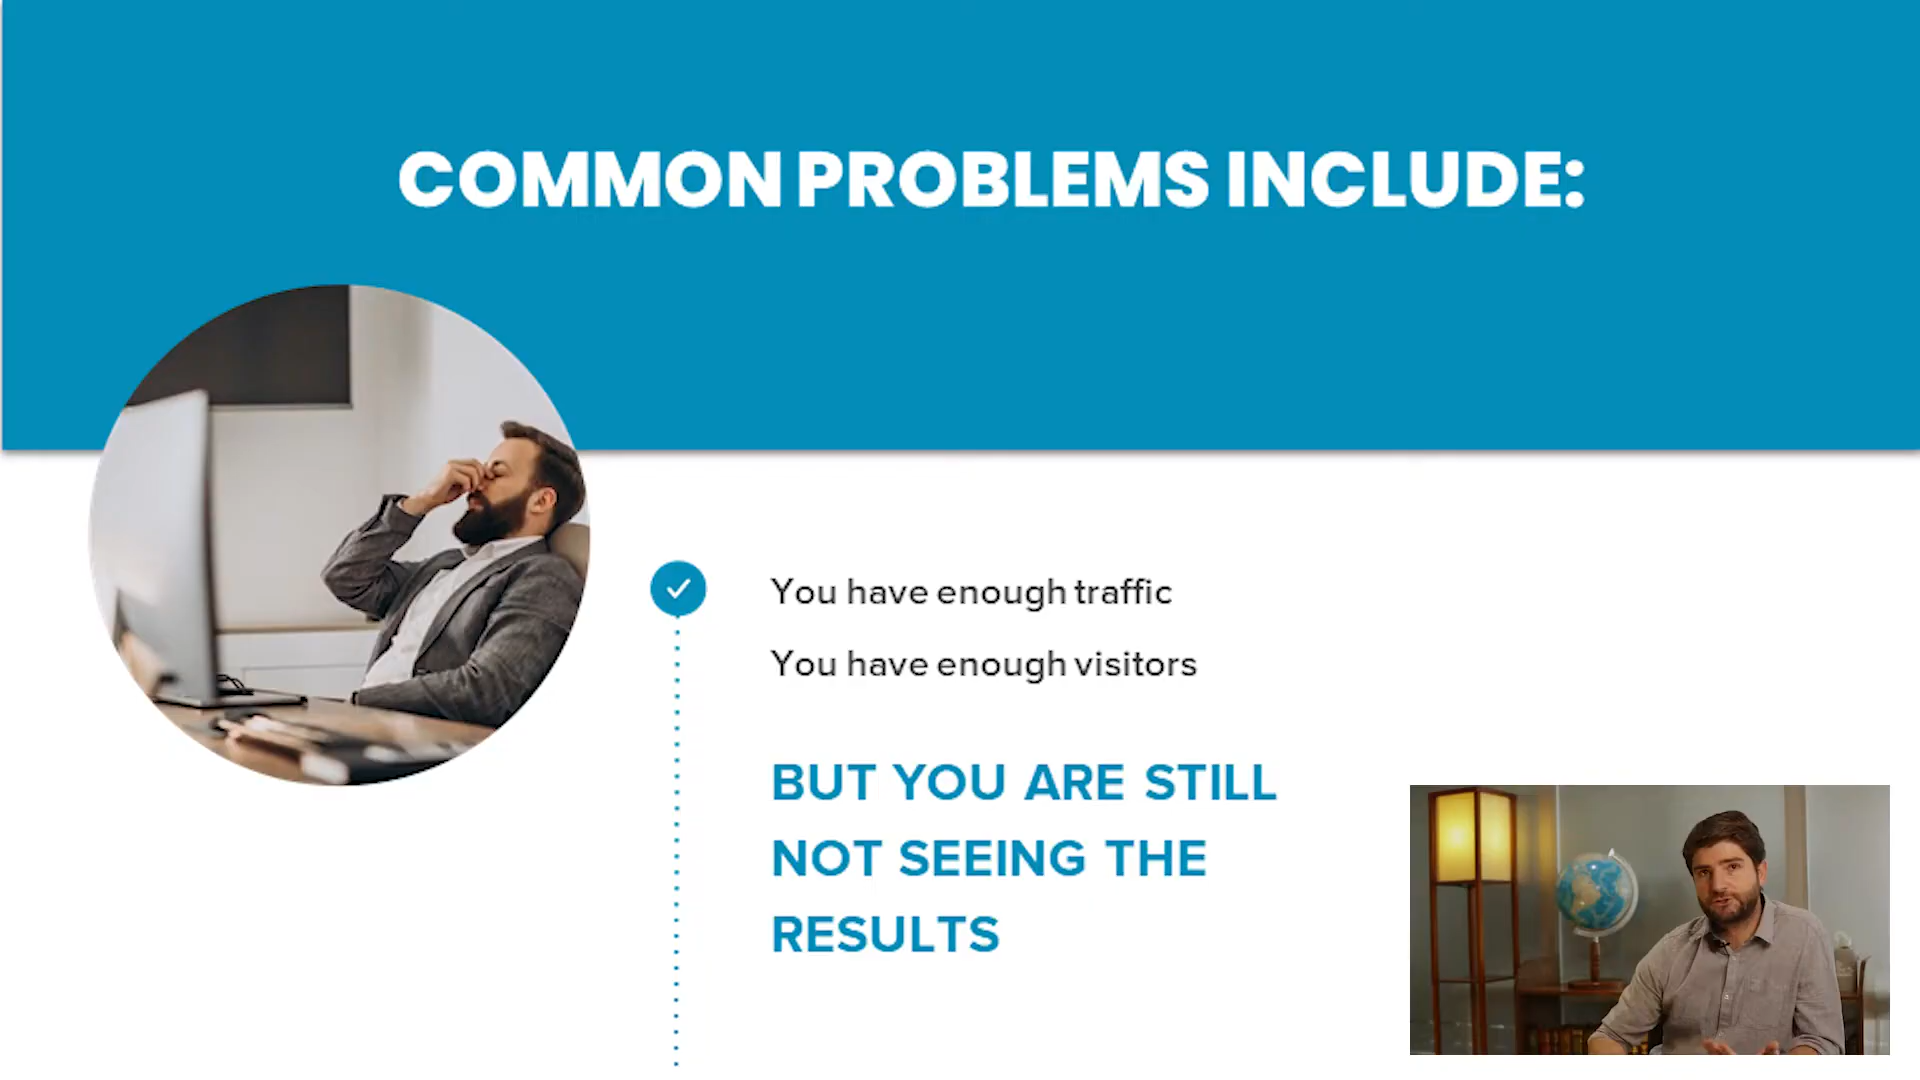 COMMON PROBLEMS INCLUDE:
You have enough traffic
You have enough visitors
BUT YOU ARE STILL
NOT SEEING THE
RESULTS